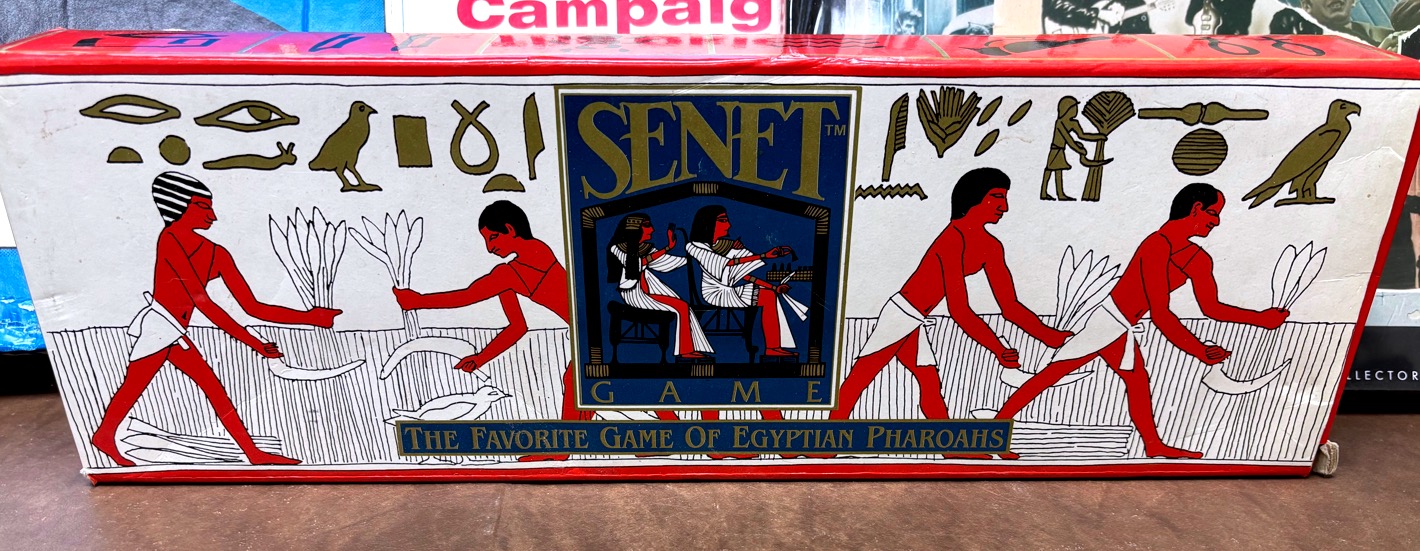 Campaig
SENET™
GAME
THE FAVORITE GAME OF EGYPTIAN PHAROAHS
LLECTOR